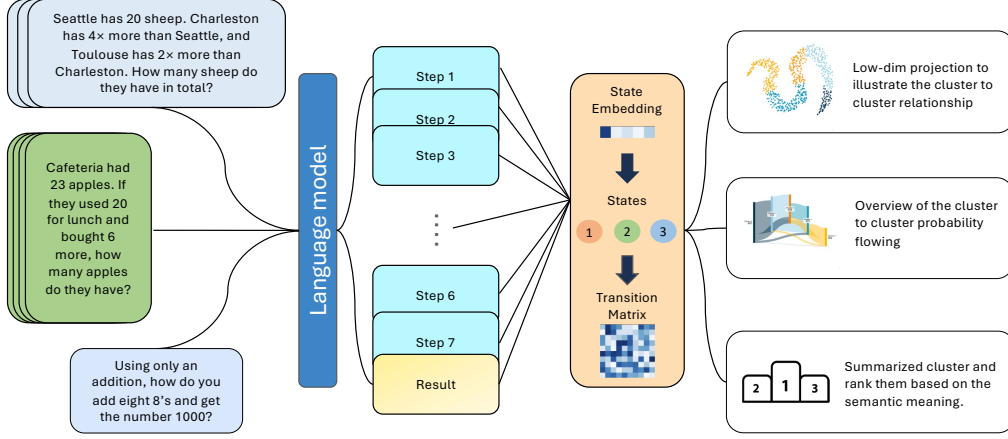 Seattle has 20 sheep. Charleston
has 4× more than Seattle, and
Toulouse has 2× more than
Charleston. How many sheep do
they have in total?
Cafeteria had
23 apples. If
they used 20
for lunch and
bought 6
more, how
many apples
do they have?
Using only an
addition, how do you
add eight 8's and get
the number 1000?
Language model
Step 1
Step 2
Step 3
Step 6
Step 7
Result
State
Embedding
States
1 2 3
Transition
Matrix
Low-dim projection to
illustrate the cluster to
cluster relationship
Overview of the cluster
to cluster probability
flowing
2 1 3
Summarized cluster and
rank them based on the
semantic meaning.